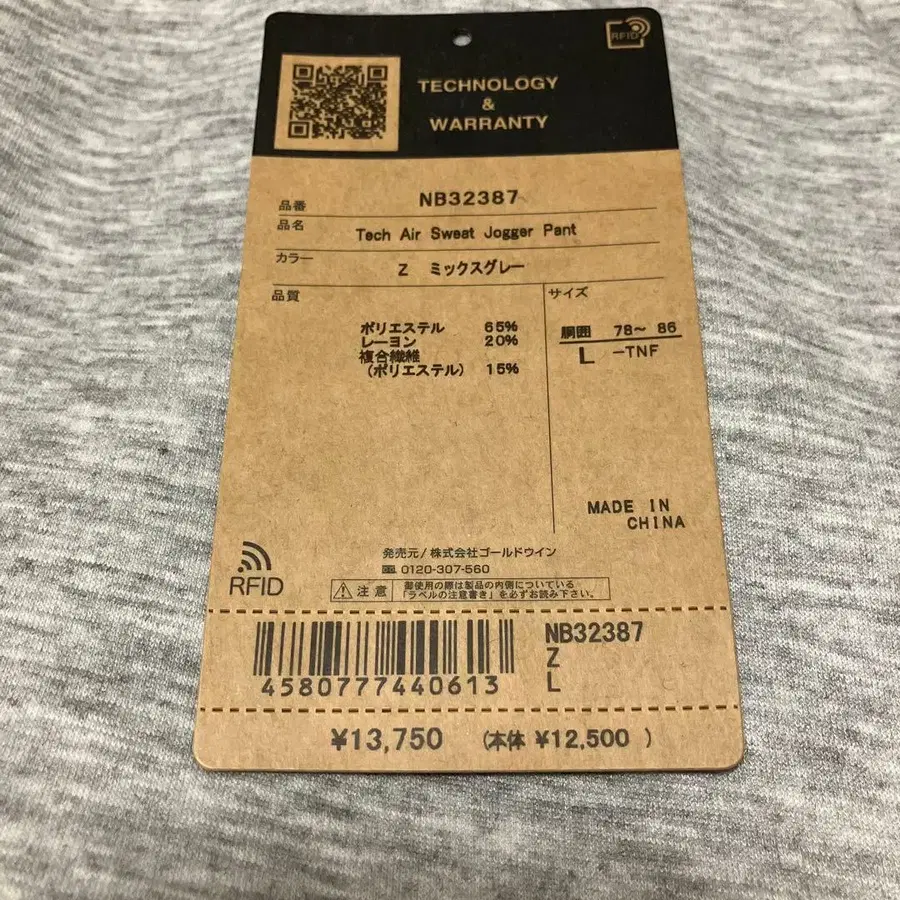 RFID
TECHNOLOGY
&
WARRANTY
品番 NB32387
品名 Tech Air Sweat Jogger Pant
カラー Z ミックスグレー
品質
ポリエステル 65%
レーヨン 20%
複合繊維
(ポリエステル) 15%
サイズ
胴囲 78～ 86
L -TNF
MADE IN
CHINA
発売元/株式会社ゴールドウイン
0120-307-560
RFID
注意
御使用の際は製品の内側についている
「ラベルの注意書き」を必ずお読み下さい。
4580777440613
NB32387
Z
L
¥13,750 (本体 ¥12,500 )